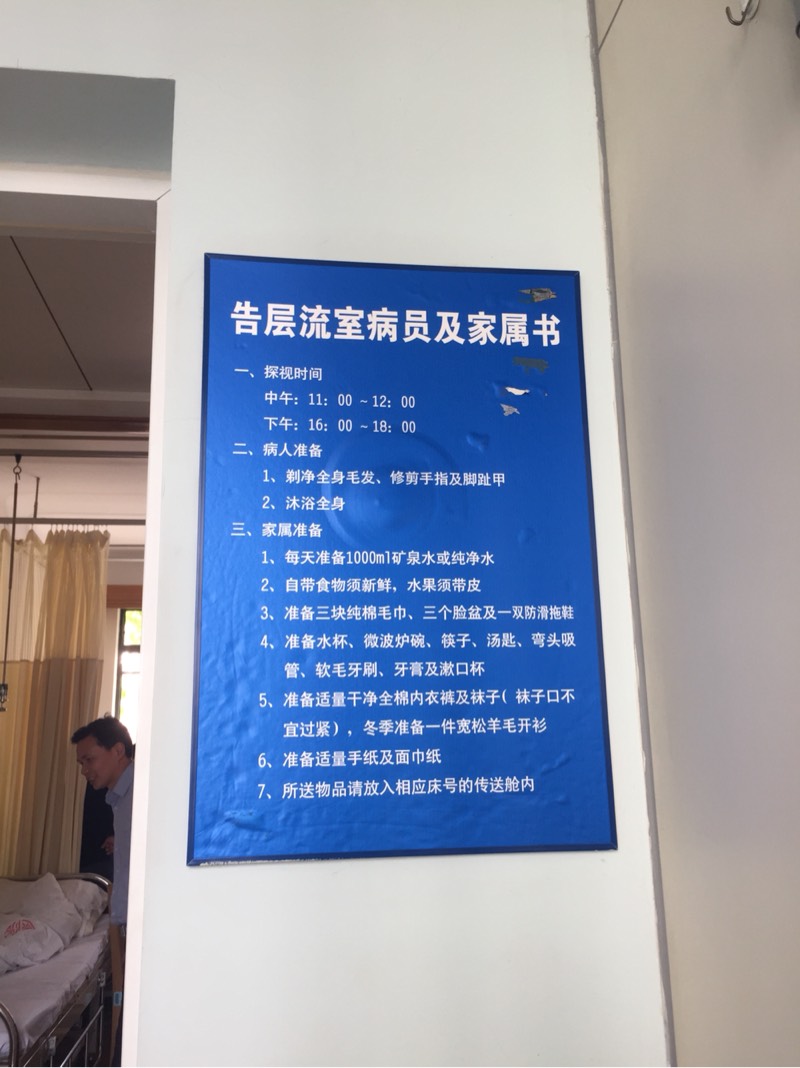 告层流室病员及家属书
一、探视时间
中午：11：00 ~ 12：00
下午：16：00 ~ 18：00
二、病人准备
1、剃净全身毛发、修剪手指及脚趾甲
2、沐浴全身
三、家属准备
1、每天准备1000ml矿泉水或纯净水
2、自带食物须新鲜，水果须带皮
3、准备三块纯棉毛巾、三个脸盆及一双防滑拖鞋
4、准备水杯、微波炉碗、筷子、汤匙、弯头吸
管、软毛牙刷、牙膏及漱口杯
5、准备适量干净全棉内衣裤及袜子( 袜子口不
宜过紧），冬季准备一件宽松羊毛开衫
6、准备适量手纸及面巾纸
7、所送物品请放入相应床号的传送舱内